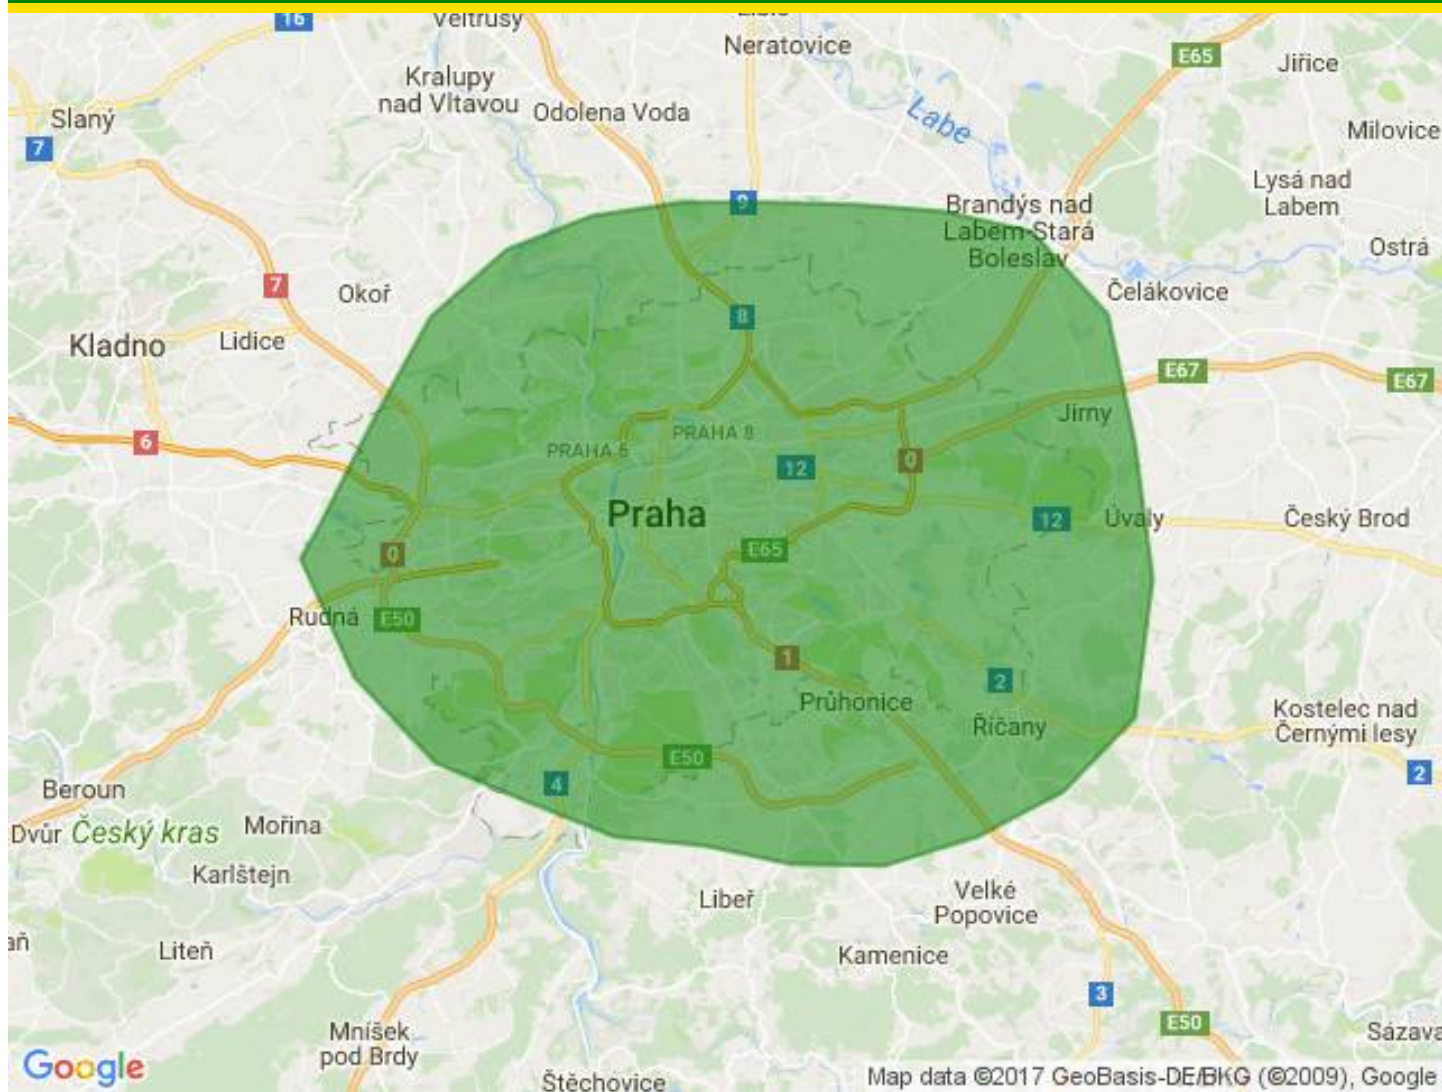 16
Veltrusy
Neratovice
E65
Jiřice
Kralupy
nad Vltavou
Odolena Voda
Labe
Slaný
7
Milovice
Lysá nad
Labem
9
Brandýs nad
Labem-Stará
Boleslav
Ostrá
7
Okoř
Čelákovice
8
Kladno
Lidice
E67
E67
Jirny
6
PRAHA 8
PRAHA 6
12
0
Praha
12
Úvaly
Český Brod
0
E65
Rudná
E50
1
2
Průhonice
Říčany
Kostelec nad
Černými lesy
E50
4
2
Beroun
Dvůr
Český kras
Mořina
Karlštejn
Libeř
Velké
Popovice
Liteň
Kamenice
3
E50
Mníšek
pod Brdy
Sázava
Google
Štěchovice
Map data ©2017 GeoBasis-DE/BKG (©2009), Google